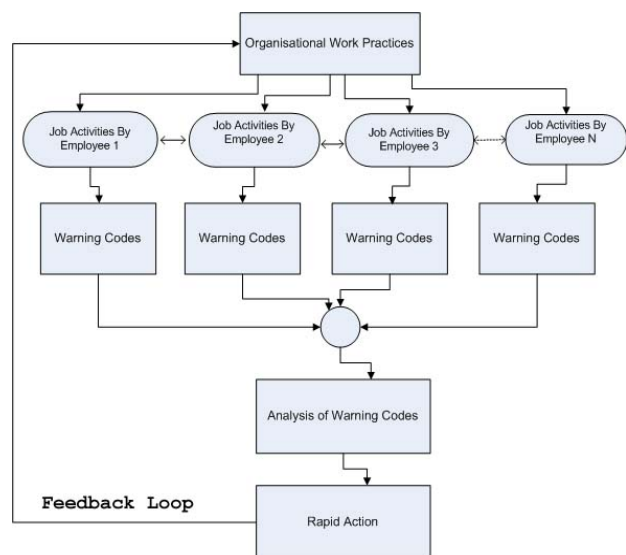 Organisational Work Practices
Job Activities By
Employee 1
Job Activities By
Employee 2
Job Activities By
Employee 3
Job Activities By
Employee N
Warning Codes
Warning Codes
Warning Codes
Warning Codes
Analysis of Warning Codes
Feedback Loop
Rapid Action